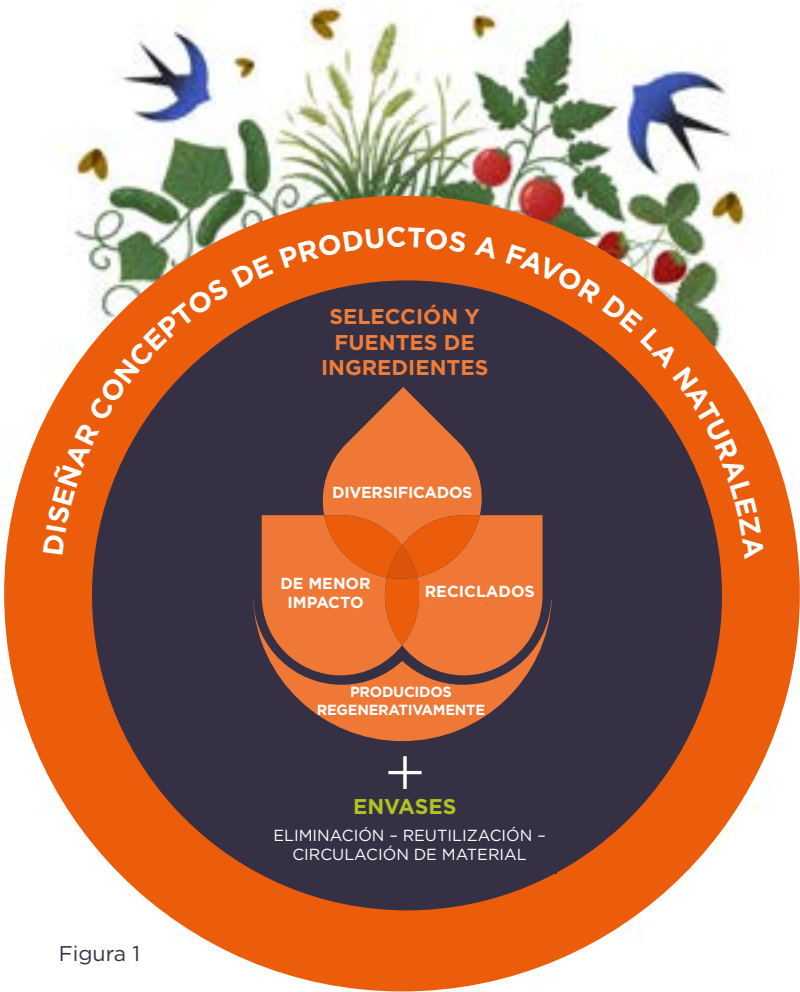 DISEÑAR CONCEPTOS DE PRODUCTOS A FAVOR DE LA NATURALEZA
SELECCIÓN Y
FUENTES DE
INGREDIENTES
DIVERSIFICADOS
DE MENOR
IMPACTO
RECICLADOS
PRODUCIDOS
REGENERATIVAMENTE
+
ENVASES
ELIMINACIÓN – REUTILIZACIÓN –
CIRCULACIÓN DE MATERIAL
Figura 1